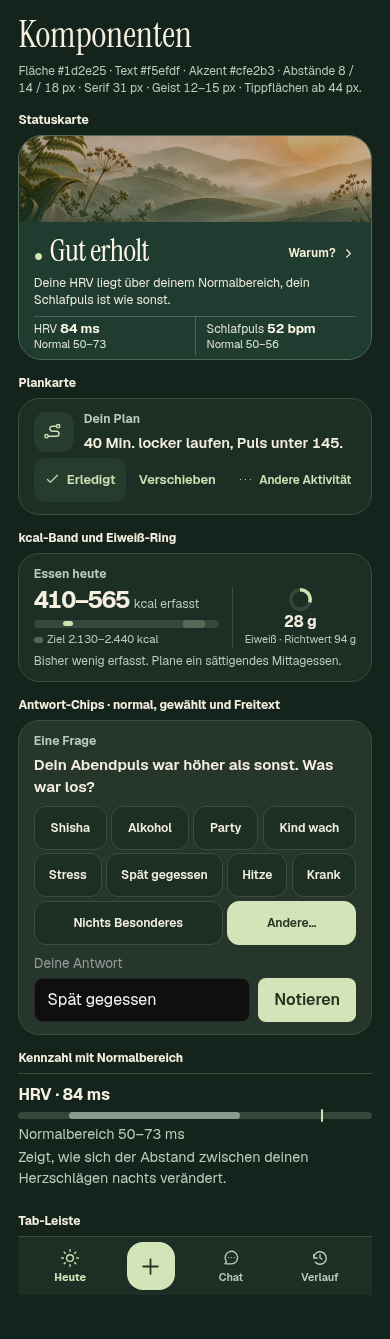 Komponenten
Fläche #1d2e25 · Text #f5efdf · Akzent #cfe2b3 · Abstände 8 /
14 / 18 px · Serif 31 px · Geist 12–15 px · Tippflächen ab 44 px.
Statuskarte
Gut erholt
Warum?
Deine HRV liegt über deinem Normalbereich, dein
Schlafpuls ist wie sonst.
HRV 84 ms
Normal 50–73
Schlafpuls 52 bpm
Normal 50–56
Plankarte
Dein Plan
40 Min. locker laufen, Puls unter 145.
Erledigt
Verschieben
··· Andere Aktivität
kcal-Band und Eiweiß-Ring
Essen heute
410–565 kcal erfasst
Ziel 2.130–2.440 kcal
28 g
Eiweiß · Richtwert 94 g
Bisher wenig erfasst. Plane ein sättigendes Mittagessen.
Antwort-Chips · normal, gewählt und Freitext
Eine Frage
Dein Abendpuls war höher als sonst. Was
war los?
Shisha
Alkohol
Party
Kind wach
Stress
Spät gegessen
Hitze
Krank
Nichts Besonderes
Andere…
Deine Antwort
Spät gegessen
Notieren
Kennzahl mit Normalbereich
HRV · 84 ms
Normalbereich 50–73 ms
Zeigt, wie sich der Abstand zwischen deinen
Herzschlägen nachts verändert.
Tab-Leiste
Heute
Chat
Verlauf